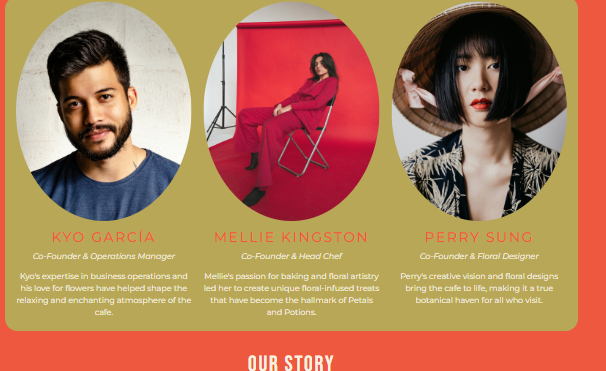 KYO GARCÍA
Co-Founder & Operations Manager
Kyo's expertise in business operations and
his love for flowers have helped shape the
relaxing and enchanting atmosphere of the
cafe.
MELLIE KINGSTON
Co-Founder & Head Chef
Mellie's passion for baking and floral artistry
led her to create unique floral-infused treats
that have become the hallmark of Petals
and Potions.
PERRY SUNG
Co-Founder & Floral Designer
Perry's creative vision and floral designs
bring the cafe to life, making it a true
botanical haven for all who visit.
OUR STORY